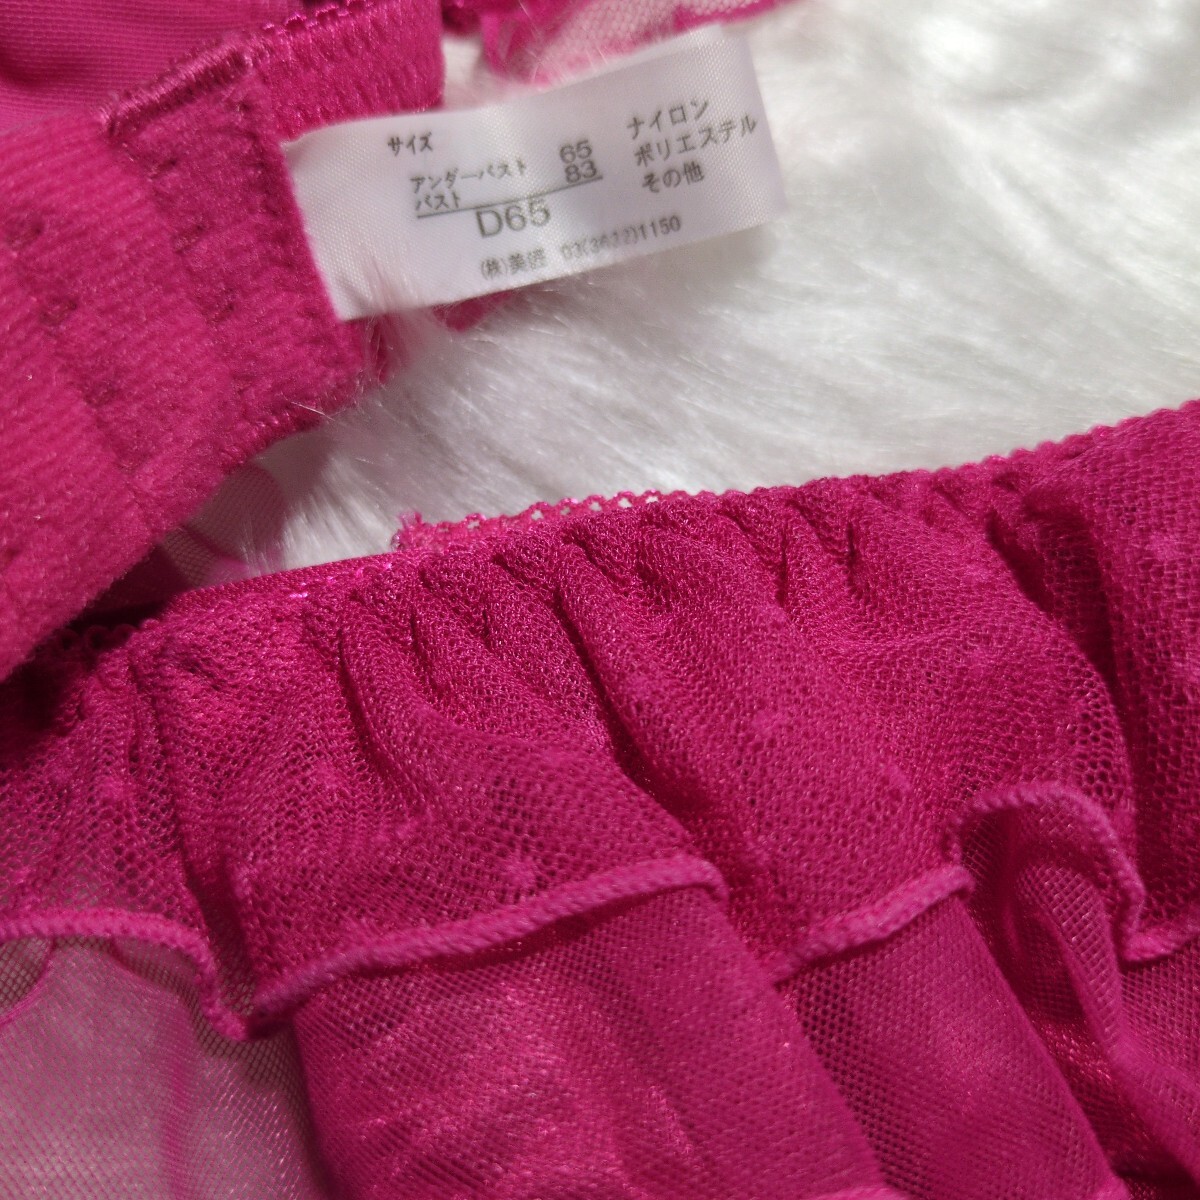 サイズ
アンダーバスト 65
バスト 83
D65
ナイロン
ポリエステル
その他
(株)美匠 03(3632)1150